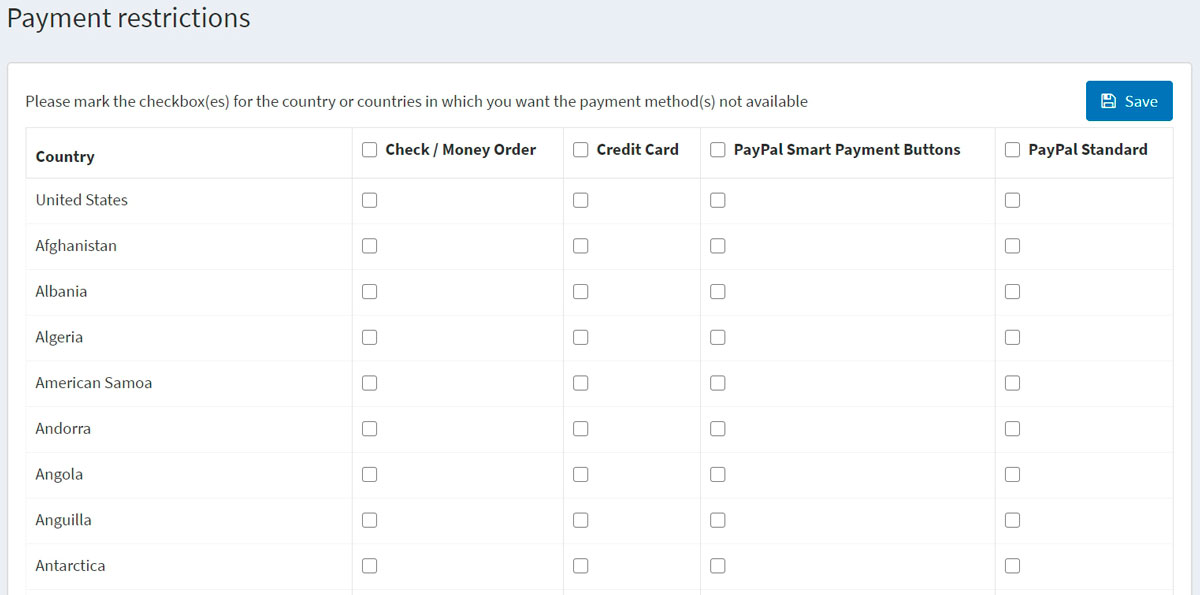 Payment restrictions
Please mark the checkbox(es) for the country or countries in which you want the payment method(s) not available
Save
Country
Check / Money Order
Credit Card
PayPal Smart Payment Buttons
PayPal Standard
United States
Afghanistan
Albania
Algeria
American Samoa
Andorra
Angola
Anguilla
Antarctica